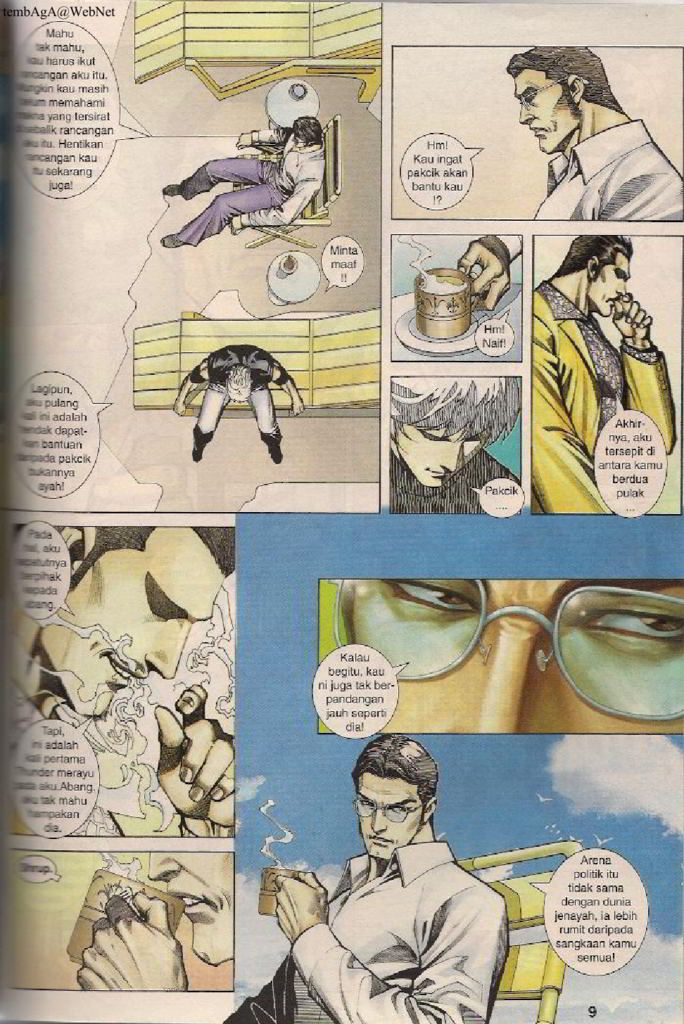 tembAgA@WebNet
Mahu
tak mahu,
kau harus ikut
rancangan aku itu.
Mungkin kau masih
belum memahami
makna yang tersirat
disebalik rancangan
aku itu. Hentikan
rancangan kau
itu sekarang
juga!
Minta
maaf
!!
Lagipun,
aku pulang
kali ini adalah
hendak dapat-
kan bantuan
daripada pakcik
bukannya
ayah!
Hm!
Kau ingat
pakcik akan
bantu kau
!?
Hm!
Naif!
Pakcik
....
Akhir-
nya, aku
tersepit di
antara kamu
berdua
pulak
...
Pada
hal, aku
sepatutnya
berpihak
kepada
abang.
Tapi,
ini adalah
kali pertama
Thunder merayu
pada aku.Abang,
aku tak mahu
hampakan
dia.
Shrup..
Kalau
begitu, kau
ni juga tak ber-
pandangan
jauh seperti
dia!
Arena
politik itu
tidak sama
dengan dunia
jenayah, ia lebih
rumit daripada
sangkaan kamu
semua!
9